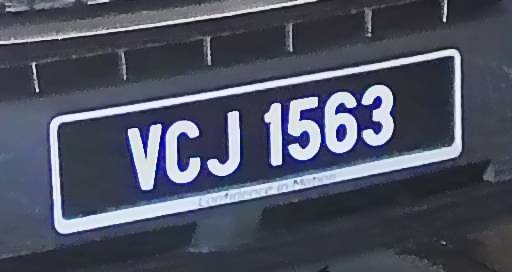 VCJ 1563
Confidence in Motion